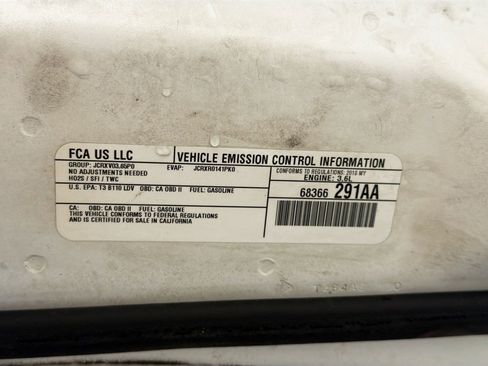 FCA US LLC
VEHICLE EMISSION CONTROL INFORMATION
GROUP: JCRXV03.65P0 EVAP: JCRXR0141PK0
NO ADJUSTMENTS NEEDED
HO2S / SFI / TWC
CONFORMS TO REGULATIONS: 2018 MY
ENGINE: 3.6L
U.S. EPA: T3 B110 LDV OBD: CA OBD II FUEL: GASOLINE
68366 291AA
CA: OBD: CA OBD II FUEL: GASOLINE
THIS VEHICLE CONFORMS TO FEDERAL REGULATIONS
AND IS CERTIFIED FOR SALE IN CALIFORNIA